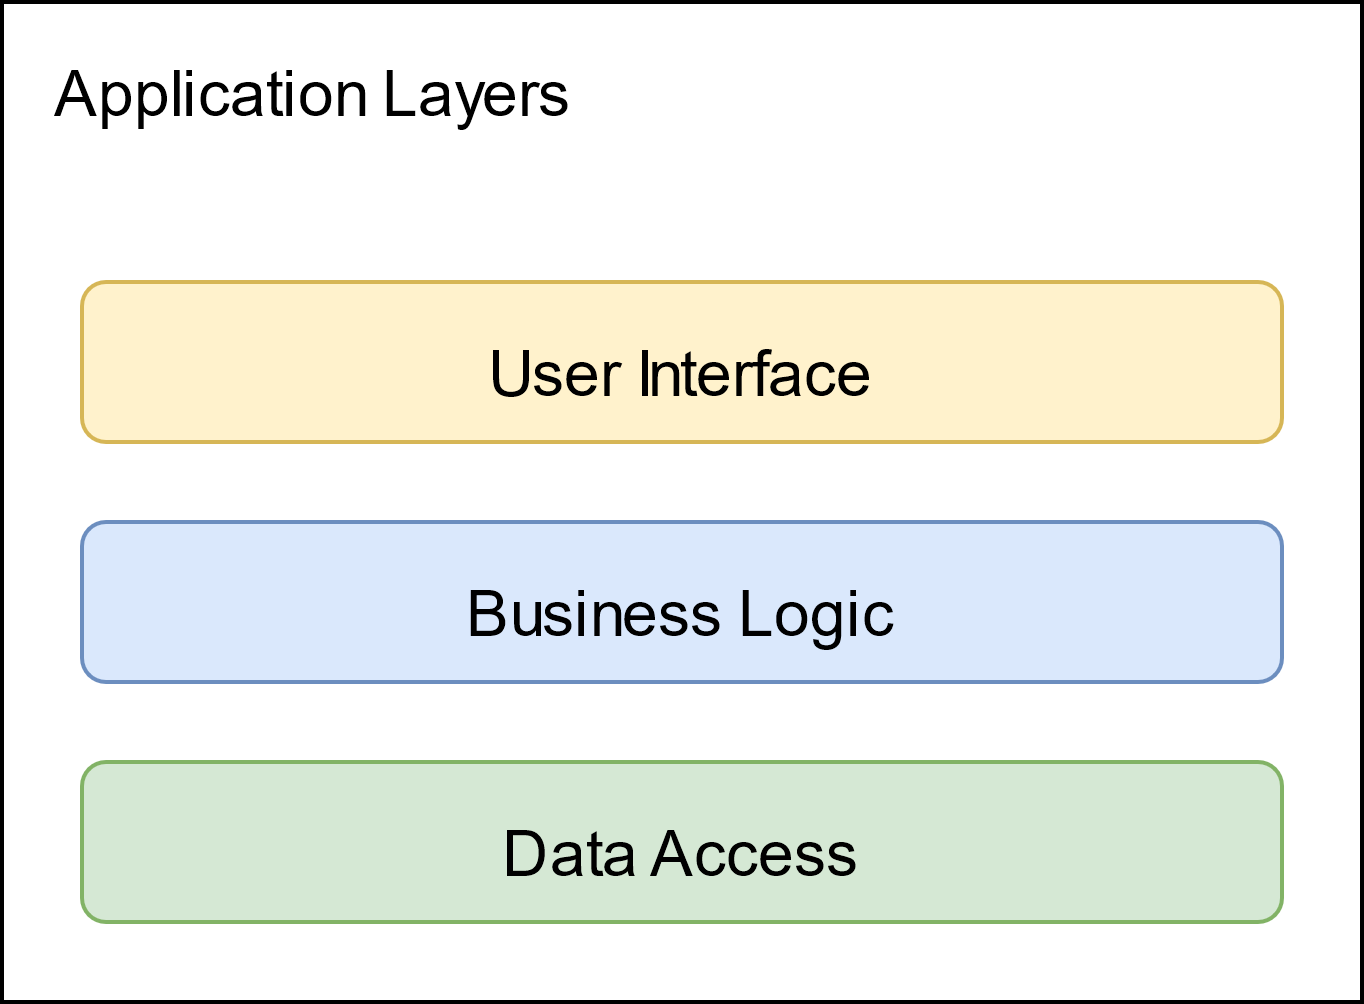 Application Layers
User Interface
Business Logic
Data Access